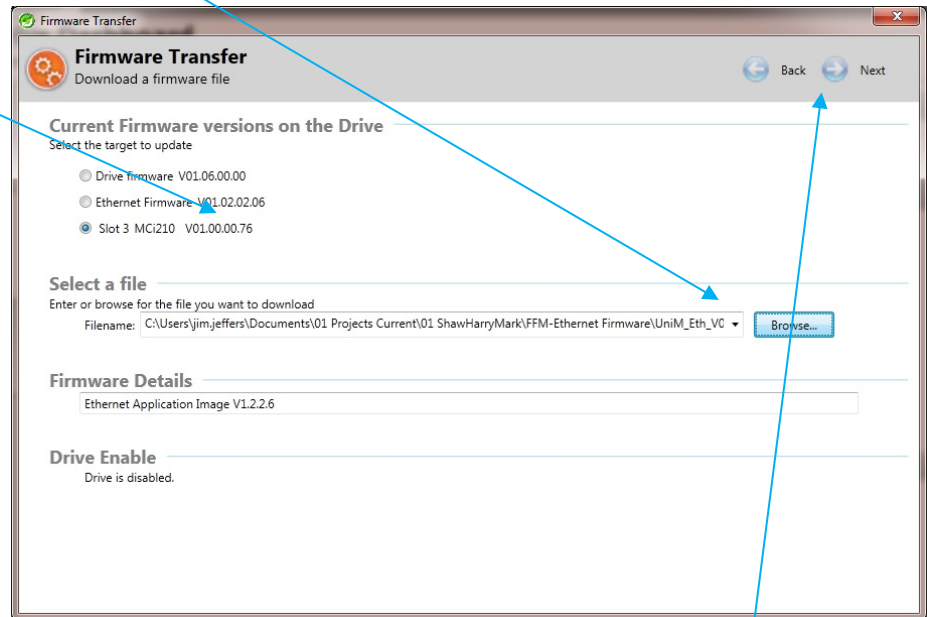 Firmware Transfer
Firmware Transfer
Download a firmware file
Back Next
Current Firmware versions on the Drive
Select the target to update
Drive firmware V01.06.00.00
Ethernet Firmware V01.02.02.06
Slot 3 MCi210 V01.00.00.76
Select a file
Enter or browse for the file you want to download
Filename: C:\Users\jim.jeffers\Documents\01 Projects Current\01 ShawHarryMark\FFM-Ethernet Firmware\UniM_Eth_V0 Browse...
Firmware Details
Ethernet Application Image V1.2.2.6
Drive Enable
Drive is disabled.